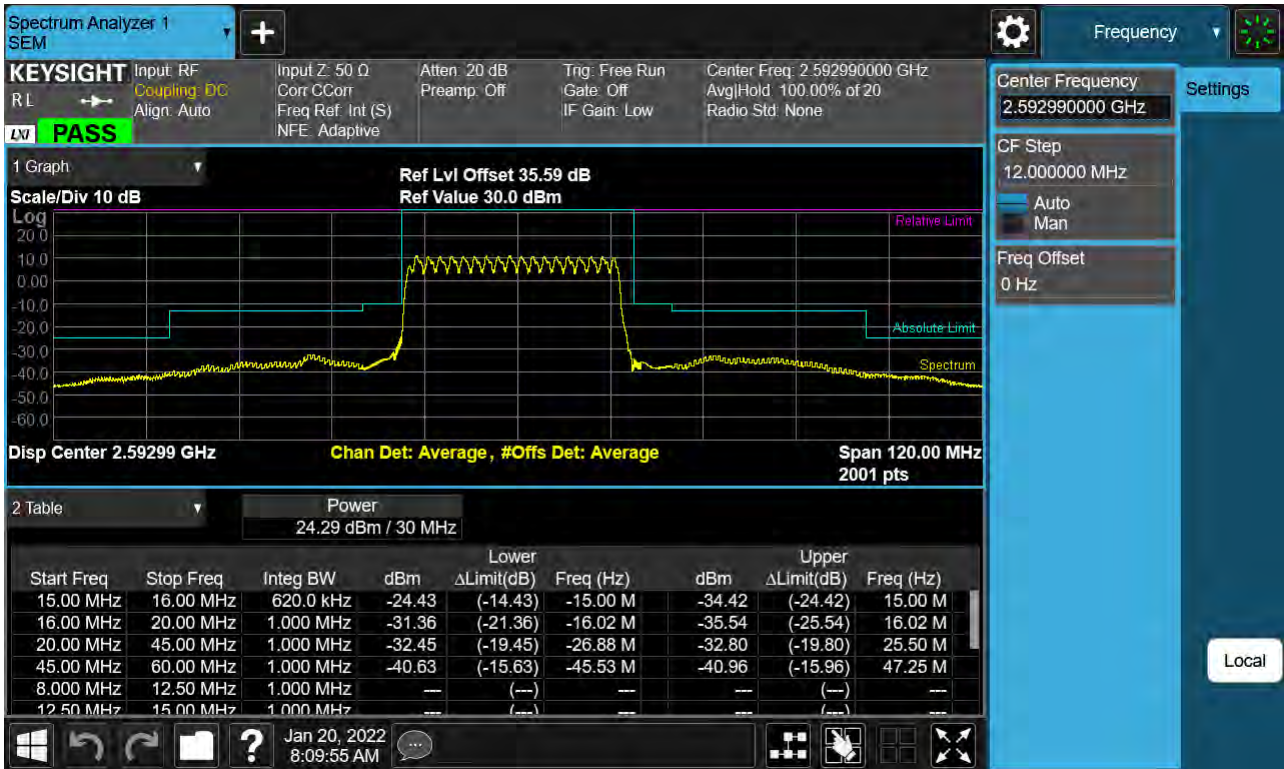 Spectrum Analyzer 1
SEM
Frequency
KEYSIGHT
R L
LXI
PASS
Input: RF
Coupling: DC
Align: Auto
Input Z: 50 Ω
Corr CCorr
Freq Ref: Int (S)
NFE: Adaptive
Atten: 20 dB
Preamp: Off
Trig: Free Run
Gate: Off
IF Gain: Low
Center Freq: 2.592990000 GHz
Avg|Hold: 100.00% of 20
Radio Std: None
Center Frequency
2.592990000 GHz
Settings
CF Step
12.000000 MHz
Auto
Man
Freq Offset
0 Hz
Local
1 Graph
Ref Lvl Offset 35.59 dB
Scale/Div 10 dB
Ref Value 30.0 dBm
Log
20.0
10.0
0.00
-10.0
-20.0
-30.0
-40.0
-50.0
-60.0
Relative Limit
Absolute Limit
Spectrum
Disp Center 2.59299 GHz
Chan Det: Average, #Offs Det: Average
Span 120.00 MHz
2001 pts
2 Table
Power
24.29 dBm / 30 MHz
Lower Upper
Start Freq Stop Freq Integ BW dBm ΔLimit(dB) Freq (Hz) dBm ΔLimit(dB) Freq (Hz)
15.00 MHz 16.00 MHz 620.0 kHz -24.43 (-14.43) -15.00 M -34.42 (-24.42) 15.00 M
16.00 MHz 20.00 MHz 1.000 MHz -31.36 (-21.36) -16.02 M -35.54 (-25.54) 16.02 M
20.00 MHz 45.00 MHz 1.000 MHz -32.45 (-19.45) -26.88 M -32.80 (-19.80) 25.50 M
45.00 MHz 60.00 MHz 1.000 MHz -40.63 (-15.63) -45.53 M -40.96 (-15.96) 47.25 M
8.000 MHz 12.50 MHz 1.000 MHz --- (---) --- --- (---) ---
12.50 MHz 15.00 MHz 1.000 MHz --- (---) --- --- (---) ---
Jan 20, 2022
8:09:55 AM